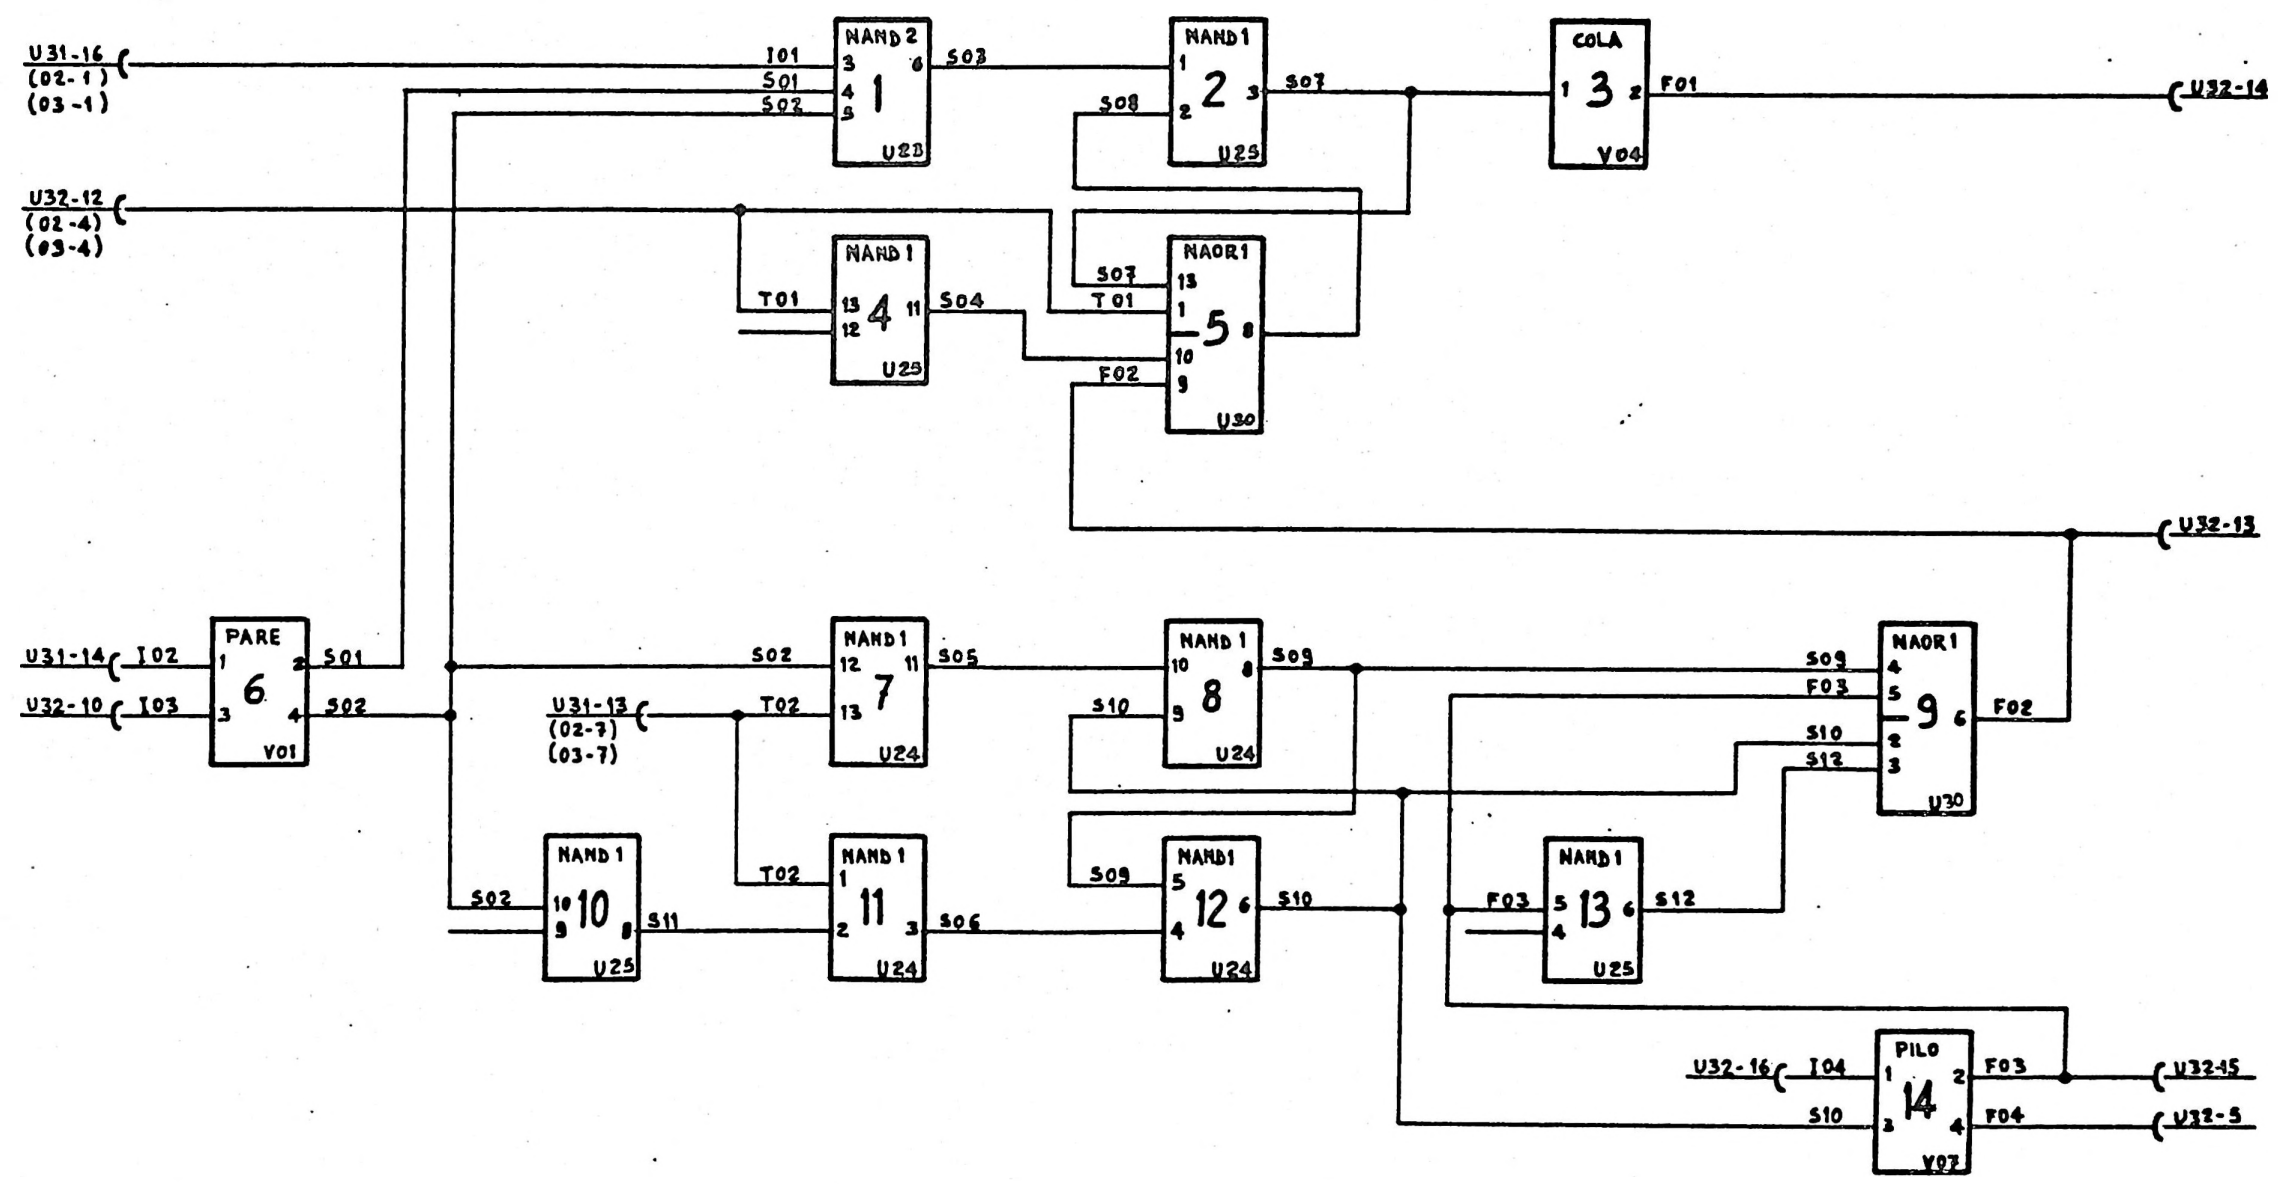 U31-16
(02-1)
(03-1)
I01
S01
S02
NAND2
3 6
4
5
1
U23
S03
NAND1
1
2
3
2
U25
S08
S07
COLA
1 3 2
V04
F01
U32-14
U32-12
(02-4)
(03-4)
T01
NAND1
13 11
12
4
U25
S04
S07
T01
F02
NAOR1
13
1
5 8
10
9
U30
U32-13
U31-14 I02
U32-10 I03
PARE
1 2
6
3 4
V01
S01
S02
S02
U31-13 T02
(02-7)
(03-7)
NAND1
12 11
7
13
U24
S05
S10
NAND1
10 8
8
9
U24
S09
S09
F03
S10
S12
NAOR1
4
5
9 6
2
3
U30
F02
S02
NAND1
10
10
9 8
U25
S11
T02
NAND1
1
11
2 3
U24
S06
S09
NAND1
5
12 6
4
U24
S10
F03
NAND1
5 13 6
4
U25
S12
U32-16 I04
S10
PILO
1 2
14
3 4
V07
F03
F04
U32-15
U32-5